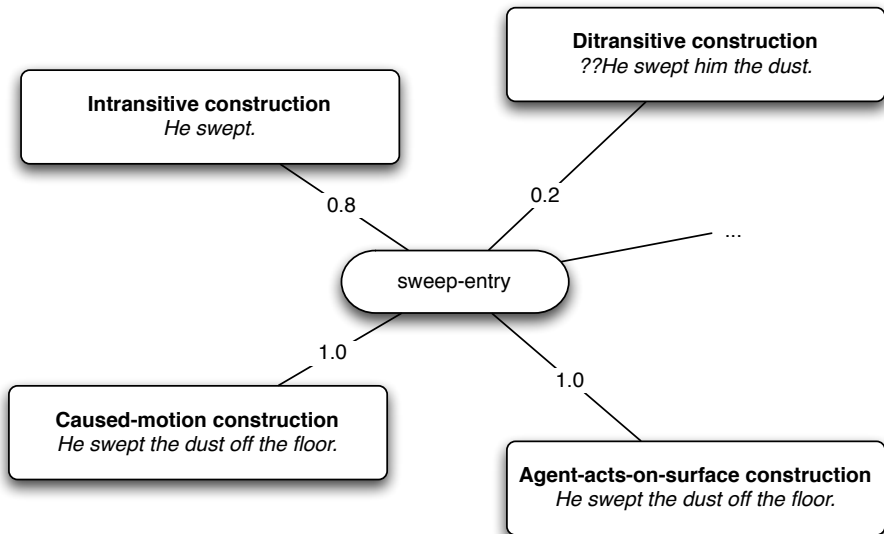 Ditransitive construction
??He swept him the dust.
Intransitive construction
He swept.
0.8
0.2
...
sweep-entry
1.0
1.0
Caused-motion construction
He swept the dust off the floor.
Agent-acts-on-surface construction
He swept the dust off the floor.